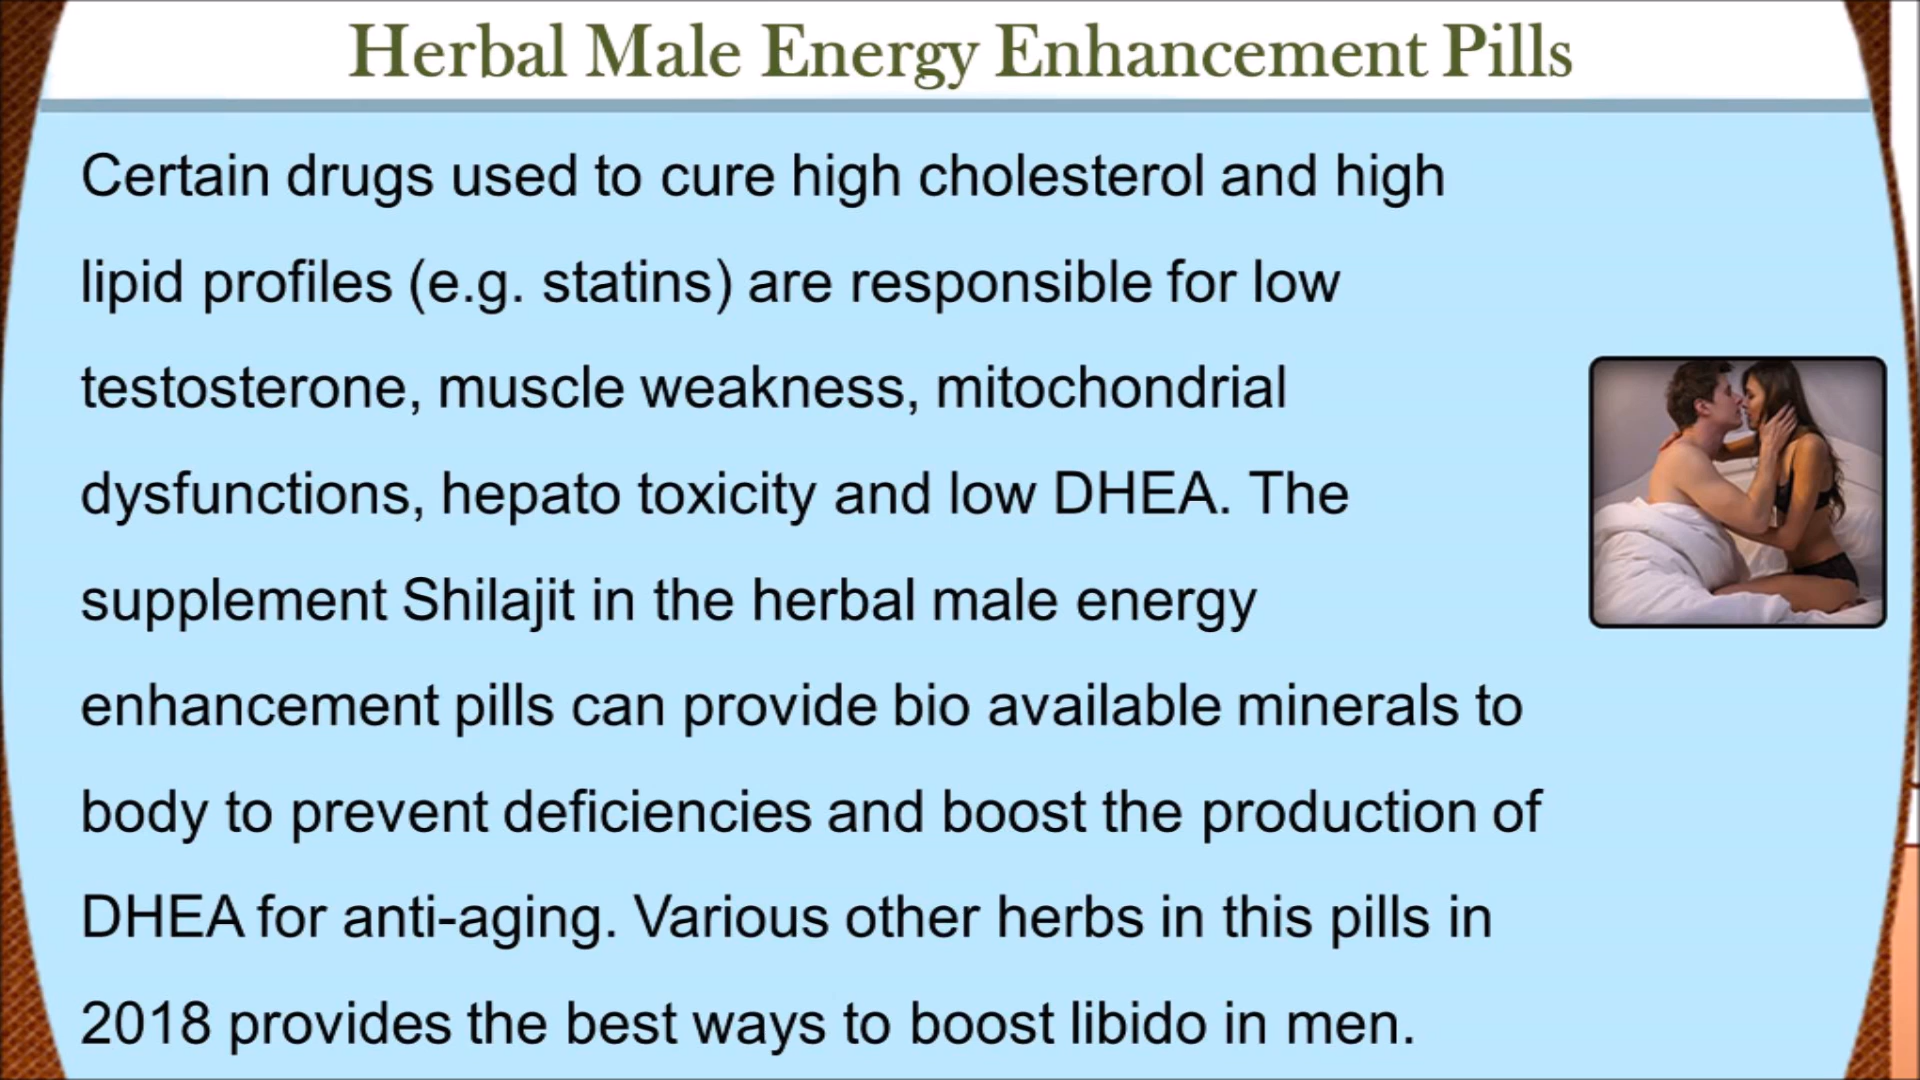 Herbal Male Energy Enhancement Pills
Certain drugs used to cure high cholesterol and high
lipid profiles (e.g. statins) are responsible for low
testosterone, muscle weakness, mitochondrial
dysfunctions, hepato toxicity and low DHEA. The
supplement Shilajit in the herbal male energy
enhancement pills can provide bio available minerals to
body to prevent deficiencies and boost the production of
DHEA for anti-aging. Various other herbs in this pills in
2018 provides the best ways to boost libido in men.